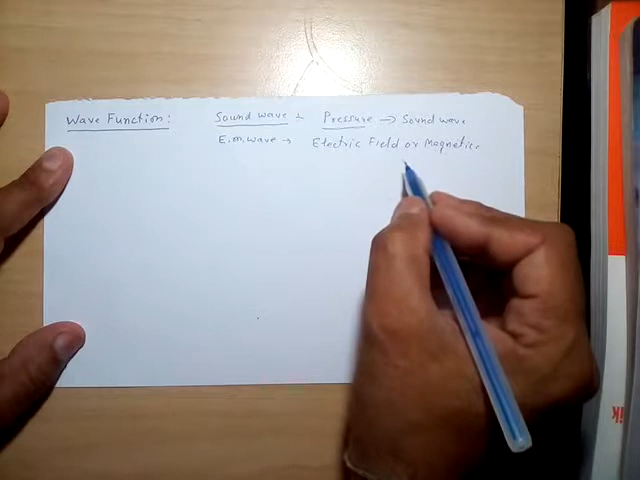 Wave Function: Sound wave :- Pressure → Sound wave
E.m.wave → Electric Field or Magnetic